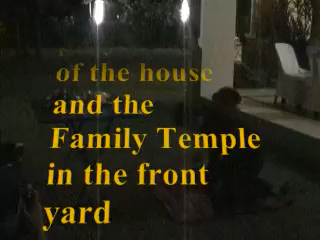 of the house
and the
Family Temple
in the front
yard